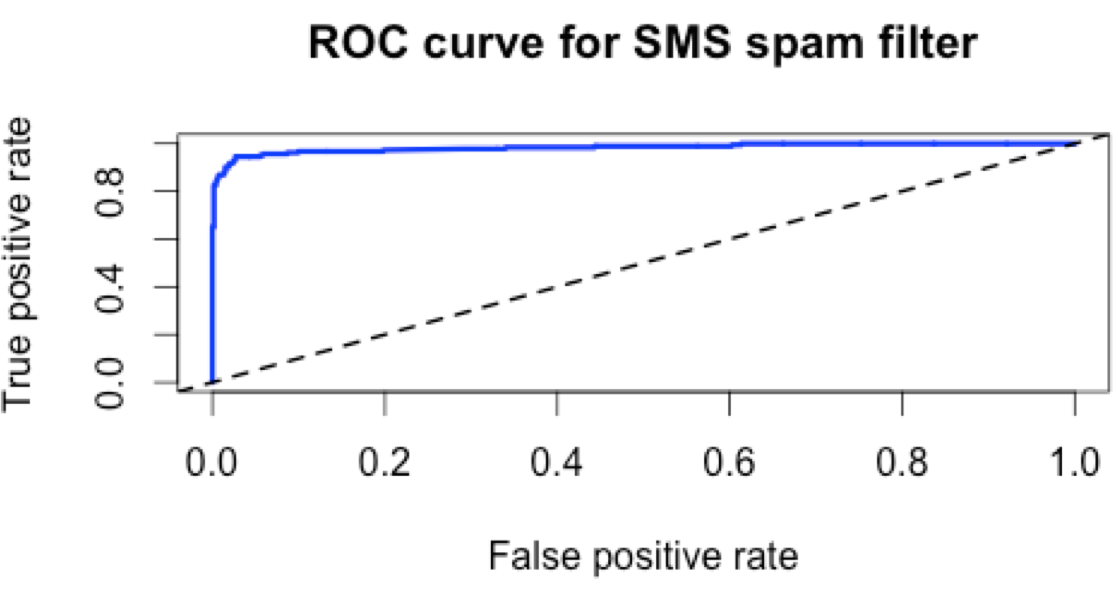 ROC curve for SMS spam filter
True positive rate
0.8
0.4
0.0
0.0 0.2 0.4 0.6 0.8 1.0
False positive rate